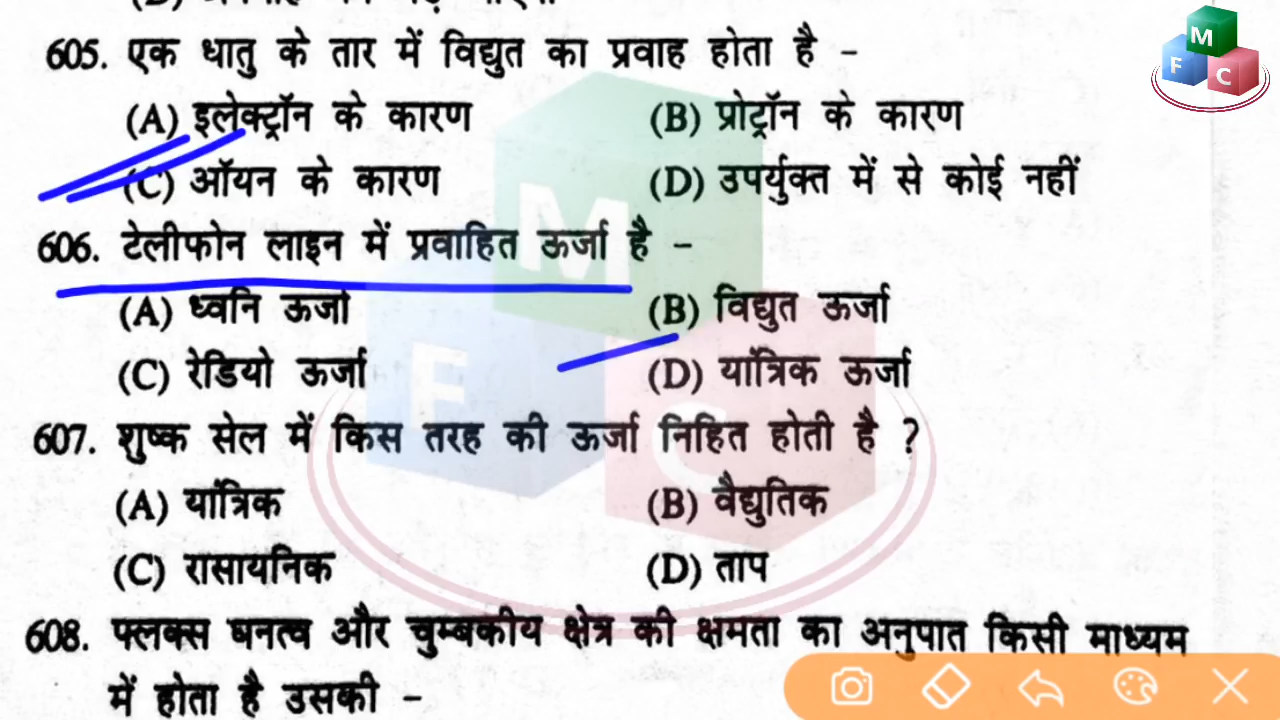 605. एक धातु के तार में विद्युत का प्रवाह होता है –
(A) इलेक्ट्रॉन के कारण (B) प्रोट्रॉन के कारण
(C) ऑयन के कारण (D) उपर्युक्त में से कोई नहीं
606. टेलीफोन लाइन में प्रवाहित ऊर्जा है –
(A) ध्वनि ऊर्जा (B) विद्युत ऊर्जा
(C) रेडियो ऊर्जा (D) यांत्रिक ऊर्जा
607. शुष्क सेल में किस तरह की ऊर्जा निहित होती है ?
(A) यांत्रिक (B) वैद्युतिक
(C) रासायनिक (D) ताप
608. फ्लक्स घनत्व और चुम्बकीय क्षेत्र की क्षमता का अनुपात किसी माध्यम
में होता है उसकी –
M
F C
M
F C